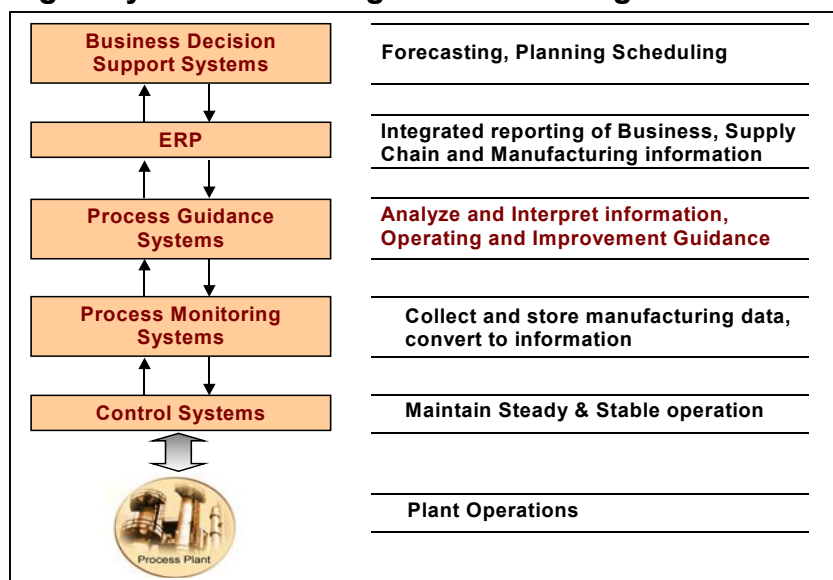 Business Decision
Support Systems
Forecasting, Planning Scheduling
ERP
Integrated reporting of Business, Supply
Chain and Manufacturing information
Process Guidance
Systems
Analyze and Interpret information,
Operating and Improvement Guidance
Process Monitoring
Systems
Collect and store manufacturing data,
convert to information
Control Systems
Maintain Steady & Stable operation
Plant Operations
Process Plant